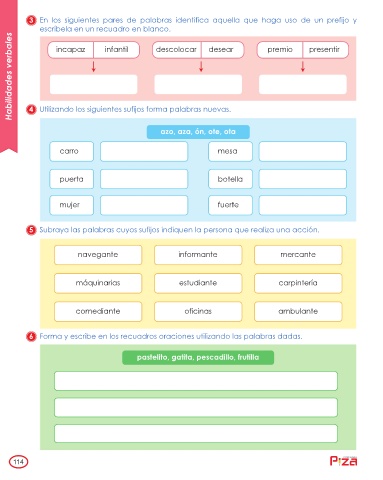 Habilidades verbales
3 En los siguientes pares de palabras identifica aquella que haga uso de un prefijo y
escríbela en un recuadro en blanco.
incapaz infantil descolocar desear premio presentir
4 Utilizando los siguientes sufijos forma palabras nuevas.
azo, aza, ón, ote, ota
carro mesa
puerta botella
mujer fuerte
5 Subraya las palabras cuyos sufijos indiquen la persona que realiza una acción.
navegante informante mercante
máquinarias estudiante carpintería
comediante oficinas ambulante
6 Forma y escribe en los recuadros oraciones utilizando las palabras dadas.
pastelito, gatita, pescadillo, frutilla
114